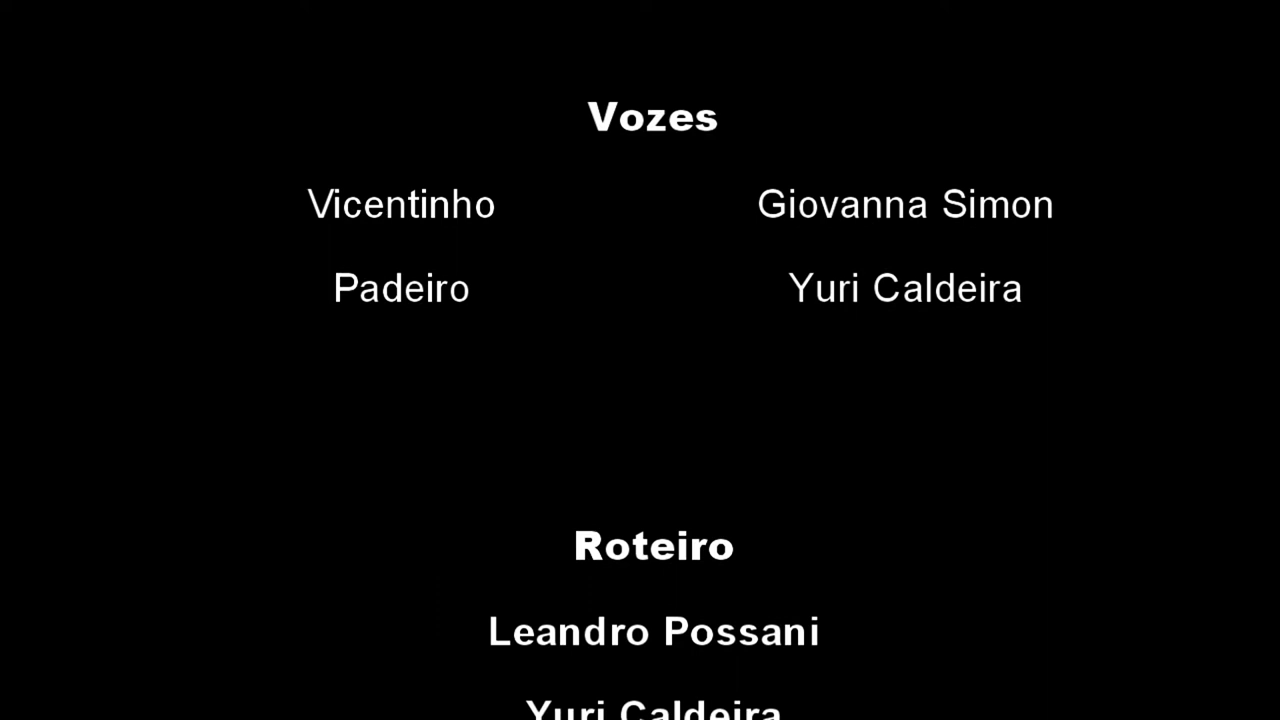 Vozes
Vicentinho Giovanna Simon
Padeiro Yuri Caldeira
Roteiro
Leandro Possani
Yuri Caldeira